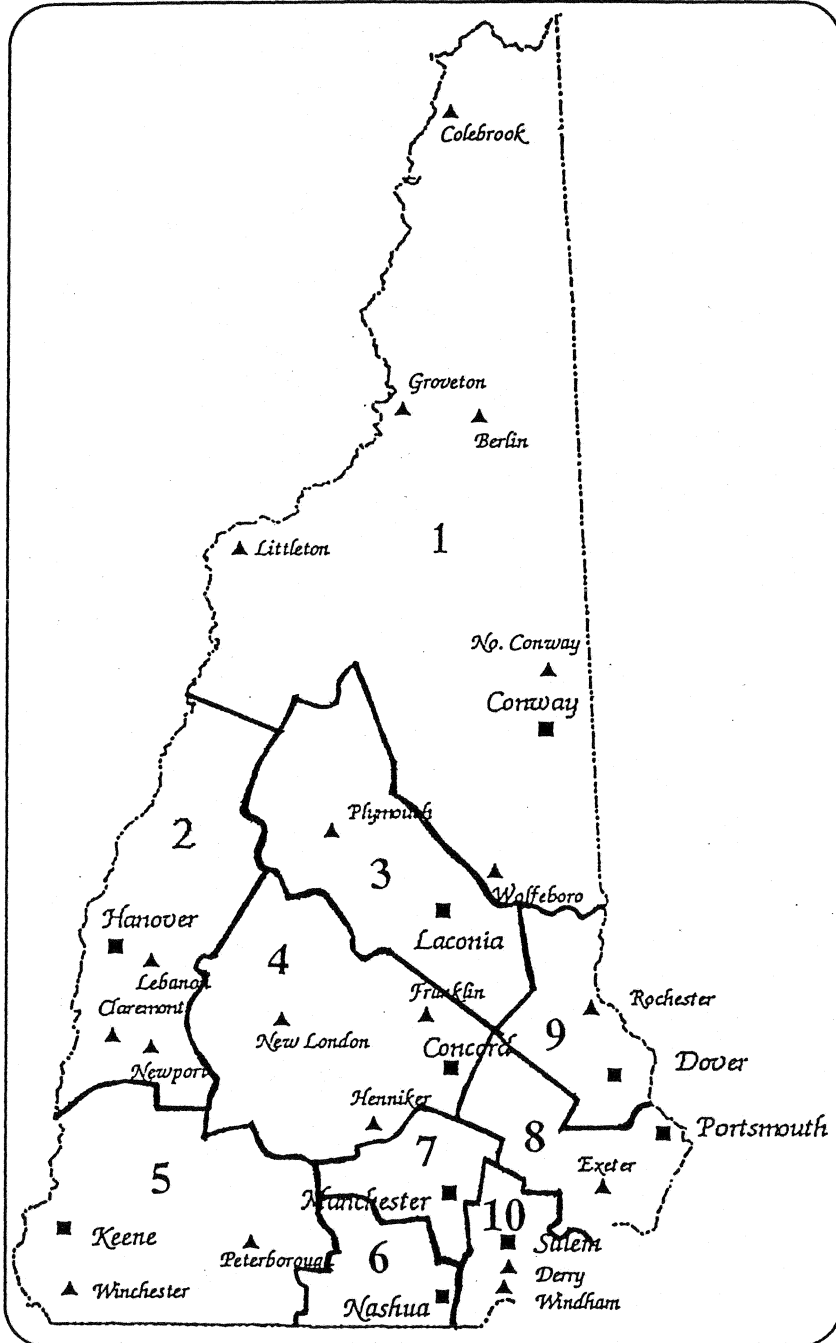 Colebrook
Groveton
Berlin
1
Littleton
No. Conway
Conway
Plymouth
2
3
Wolfeboro
Hanover
Laconia
Lebanon
4
Franklin
Rochester
Claremont
New London
9
Concord
Newport
Dover
Henniker
8
Portsmouth
7
Exeter
5
Manchester
10
Keene
Salem
Peterborough
6
Derry
Winchester
Nashua
Windham